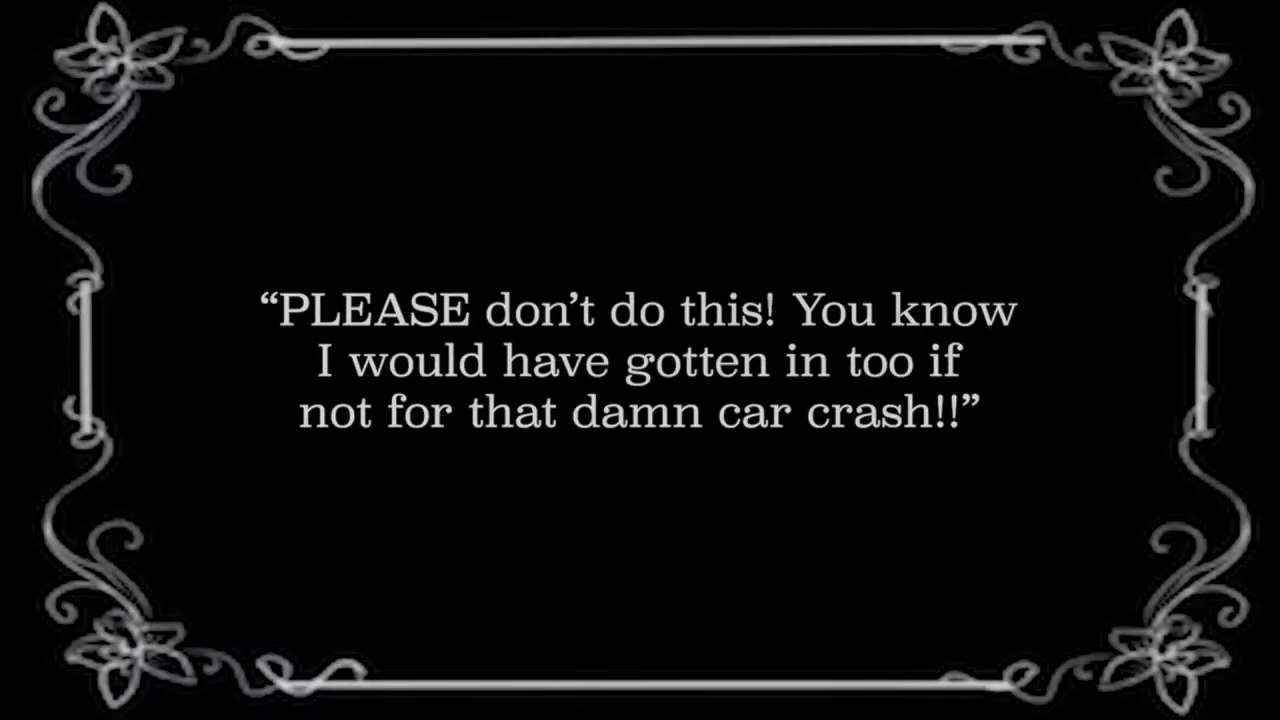 “PLEASE don’t do this! You know
I would have gotten in too if
not for that damn car crash!!”